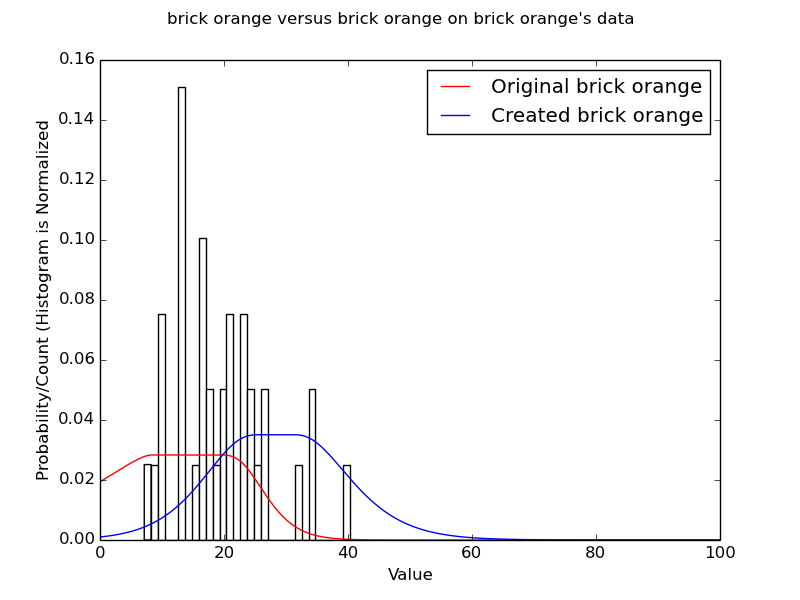 brick orange versus brick orange on brick orange's data
0.16
0.14
0.12
0.10
0.08
0.06
0.04
0.02
0.00
Probability/Count (Histogram is Normalized
Original brick orange
Created brick orange
0 20 40 60 80 100
Value